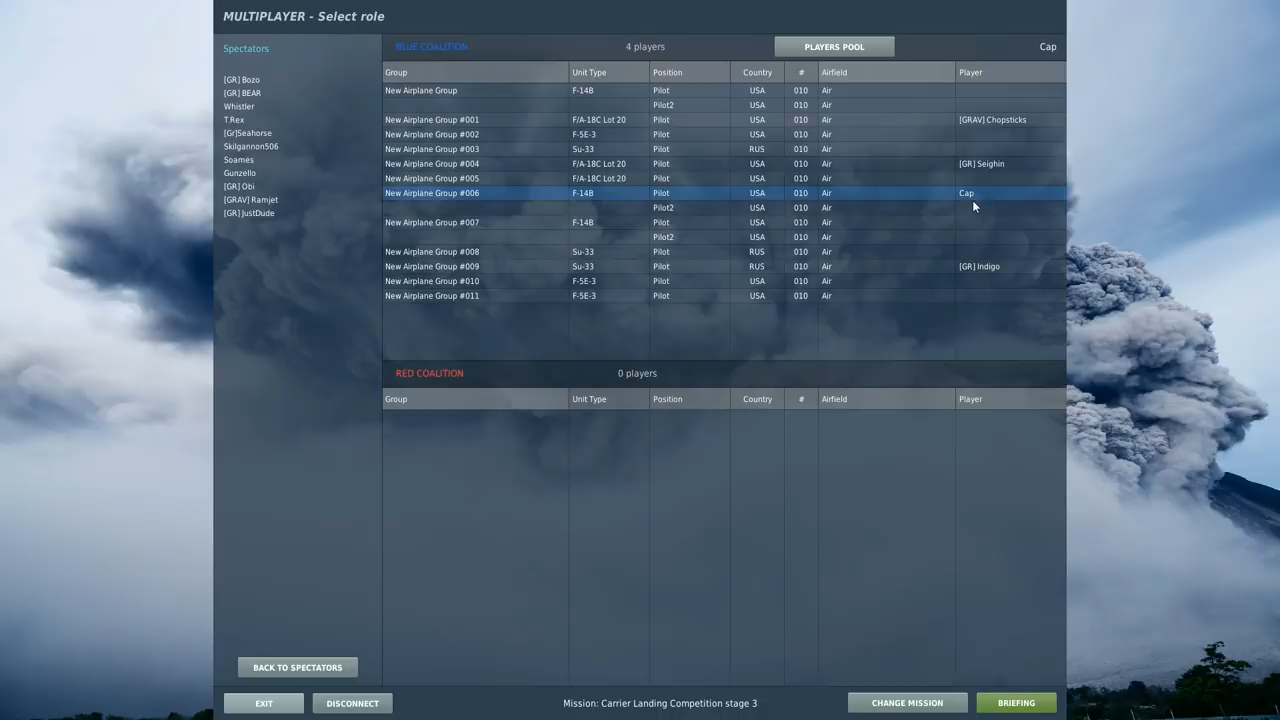 MULTIPLAYER - Select role
Spectators
[GR] Bozo
[GR] BEAR
Whistler
T.Rex
[Gr]Seahorse
Skilgannon506
Soames
Gunzello
[GR] Obi
[GRAV] Ramjet
[GR] JustDude
BLUE COALITION 4 players PLAYERS POOL Cap
Group Unit Type Position Country # Airfield Player
New Airplane Group F-14B Pilot USA 010 Air
Pilot2 USA 010 Air
New Airplane Group #001 F/A-18C Lot 20 Pilot USA 010 Air [GRAV] Chopsticks
New Airplane Group #002 F-5E-3 Pilot USA 010 Air
New Airplane Group #003 Su-33 Pilot RUS 010 Air
New Airplane Group #004 F/A-18C Lot 20 Pilot USA 010 Air [GR] Seighin
New Airplane Group #005 F/A-18C Lot 20 Pilot USA 010 Air
New Airplane Group #006 F-14B Pilot USA 010 Air Cap
Pilot2 USA 010 Air
New Airplane Group #007 F-14B Pilot USA 010 Air
Pilot2 USA 010 Air
New Airplane Group #008 Su-33 Pilot RUS 010 Air
New Airplane Group #009 Su-33 Pilot RUS 010 Air [GR] Indigo
New Airplane Group #010 F-5E-3 Pilot USA 010 Air
New Airplane Group #011 F-5E-3 Pilot USA 010 Air
RED COALITION 0 players
Group Unit Type Position Country # Airfield Player
BACK TO SPECTATORS
EXIT DISCONNECT Mission: Carrier Landing Competition stage 3 CHANGE MISSION BRIEFING